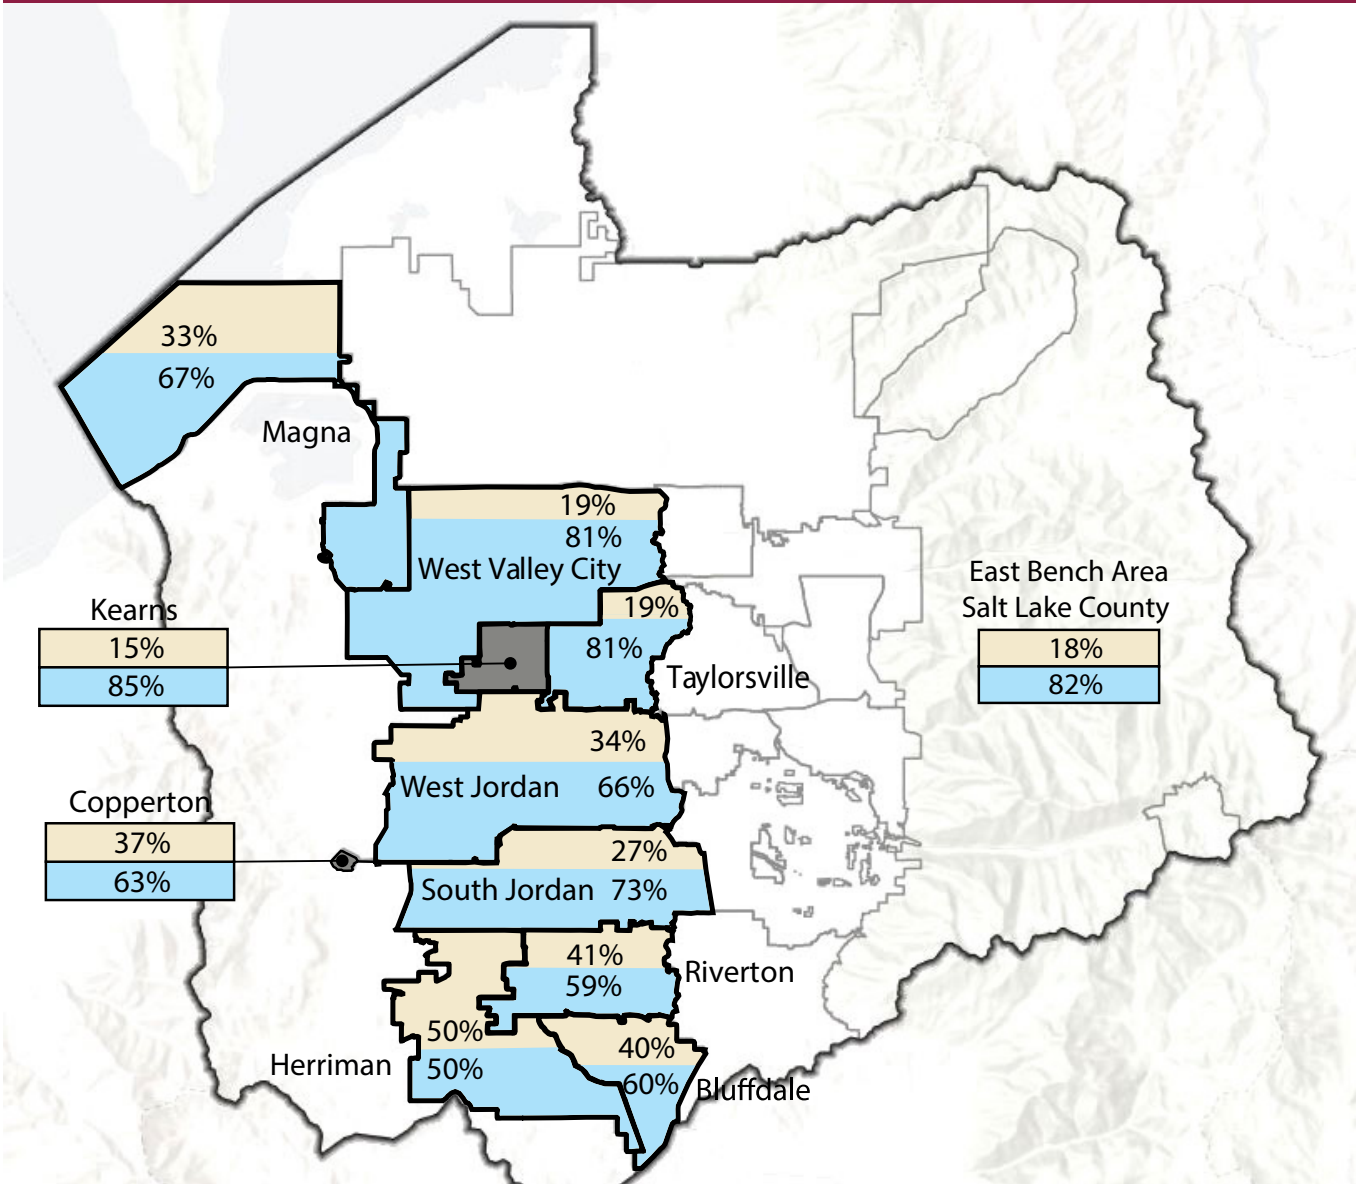 33%
67%
Magna
19%
81%
West Valley City
East Bench Area
Salt Lake County
18%
82%
Kearns
15%
85%
19%
81%
Taylorsville
34%
West Jordan 66%
Copperton
37%
63%
27%
South Jordan 73%
41%
59%
Riverton
50%
50%
Herriman
40%
60%
Bluffdale